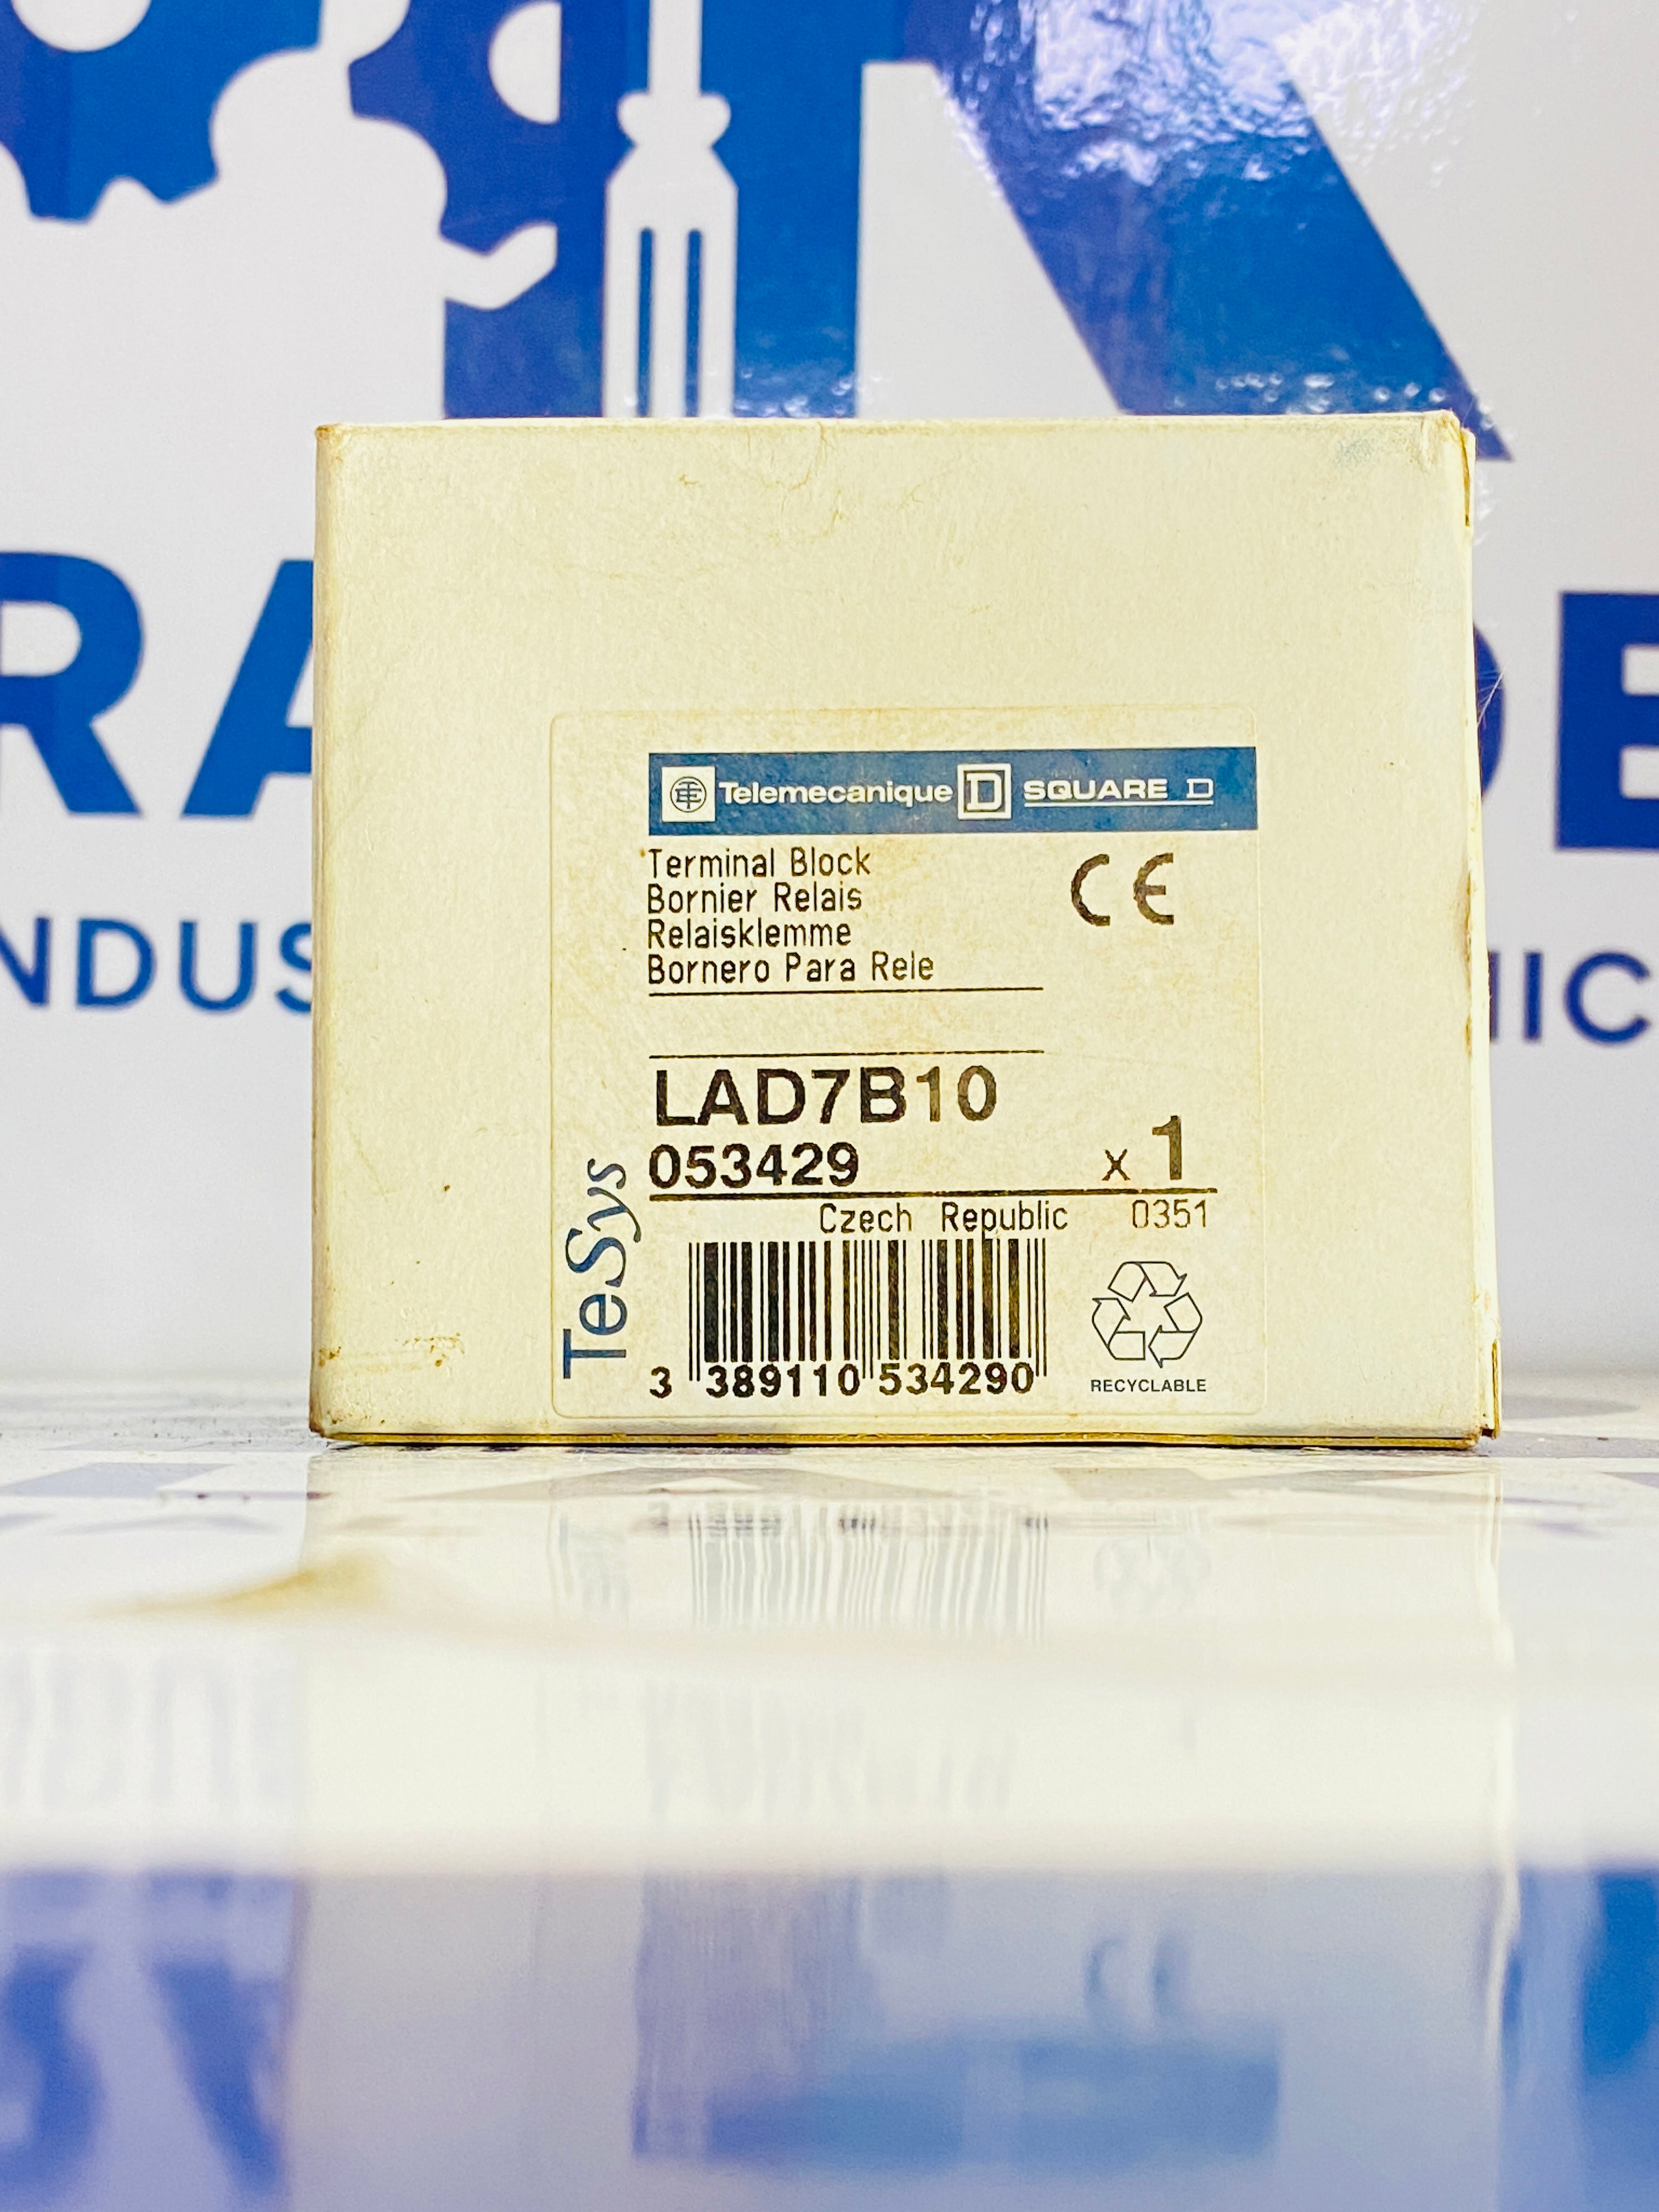 Telemecanique D SQUARE D
Terminal Block
Bornier Relais
Relaisklemme
Bornero Para Rele
CE
LAD7B10
053429
x 1
Czech Republic 0351
TeSys
3 389110 534290
RECYCLABLE